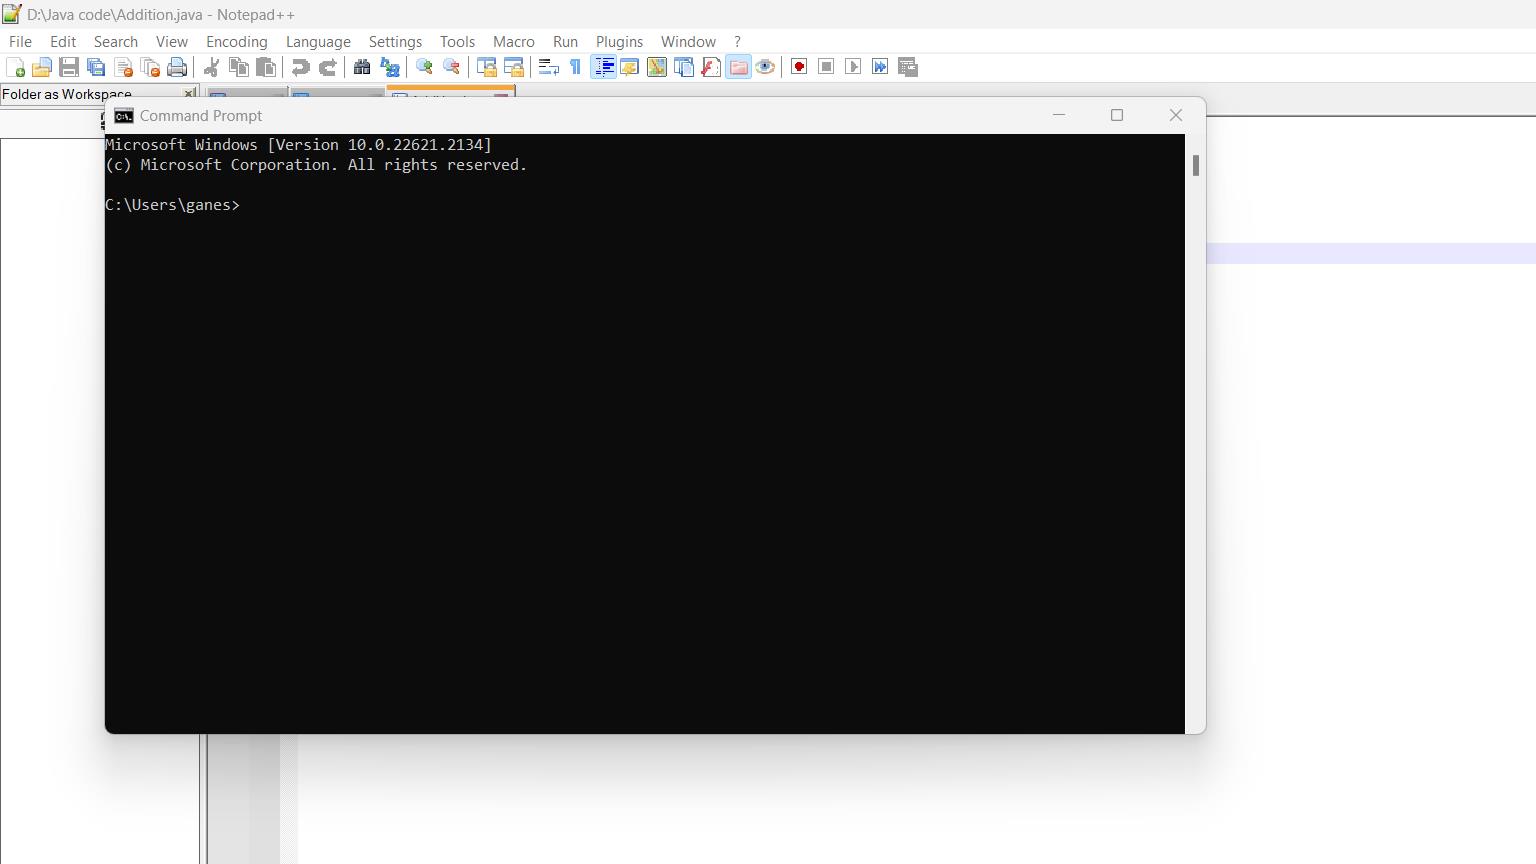 D:\Java code\Addition.java - Notepad++
File Edit Search View Encoding Language Settings Tools Macro Run Plugins Window ?
Folder as Workspace
Command Prompt
Microsoft Windows [Version 10.0.22621.2134]
(c) Microsoft Corporation. All rights reserved.
C:\Users\ganes>